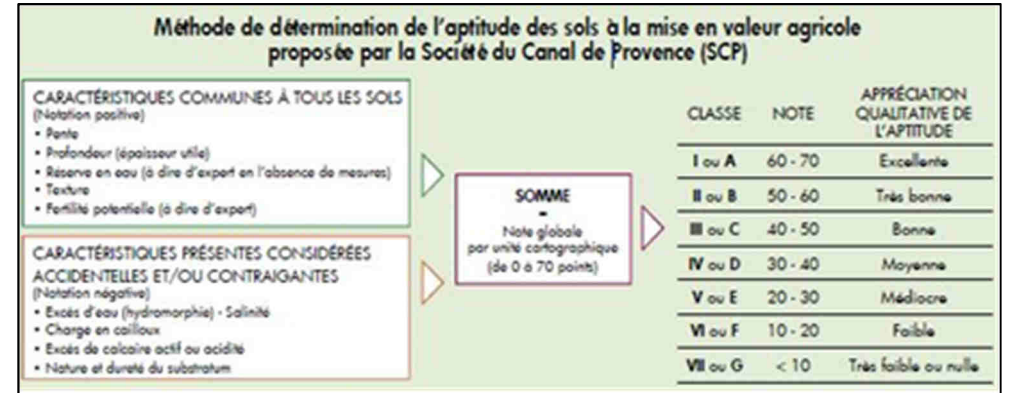 Méthode de détermination de l'aptitude des sols à la mise en valeur agricole
proposée par la Société du Canal de Provence (SCP)
CARACTÉRISTIQUES COMMUNES À TOUS LES SOLS
(Notation positive)
• Pente
• Profondeur (épaisseur utile)
• Réserve en eau (à dire d'expert en l'absence de mesures)
• Texture
• Fertilité potentielle (à dire d'expert)
CARACTÉRISTIQUES PRÉSENTES CONSIDÉRÉES
ACCIDENTELLES ET/OU CONTRAIGANTES
(Notation négative)
• Excès d'eau (hydromorphie) - Salinité
• Charge en cailloux
• Excès de calcaire actif ou acidité
• Nature et dureté du substratum
SOMME
=
Note globale
par unité cartographique
(de 0 à 70 points)
CLASSE NOTE APPRÉCIATION
QUALITATIVE DE
L'APTITUDE
I ou A 60 - 70 Excellente
II ou B 50 - 60 Très bonne
III ou C 40 - 50 Bonne
IV ou D 30 - 40 Moyenne
V ou E 20 - 30 Médiocre
VI ou F 10 - 20 Faible
VII ou G < 10 Très faible ou nulle